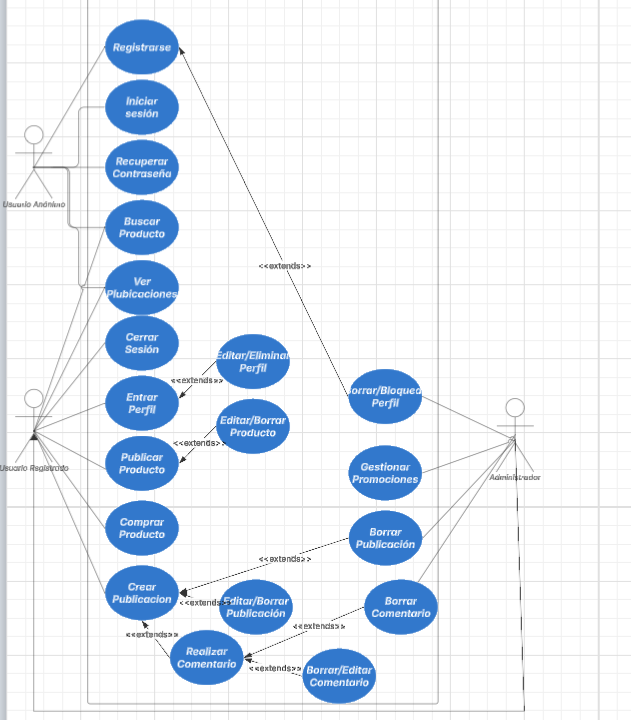 Registrarse
Iniciar
sesión
Recuperar
Contraseña
Usuario Anónimo
Buscar
Producto
<<extends>>
Ver
Plubicaciones
Cerrar
Sesión
Editar/Eliminar
Perfil
<<extends>>
Entrar
Perfil
Borrar/Bloquear
Perfil
Editar/Borrar
Producto
<<extends>>
Publicar
Producto
Usuario Registrado
Gestionar
Promociones
Administrador
Comprar
Producto
Borrar
Publicación
<<extends>>
Crear
Publicacion
<<extends>>
Editar/Borrar
Publicación
Borrar
Comentario
<<extends>>
<<extends>>
Realizar
Comentario
<<extends>>
Borrar/Editar
Comentario